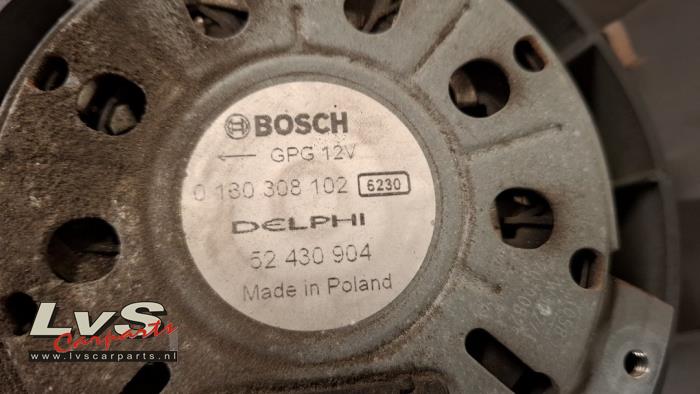 BOSCH
← GPG 12V
0 130 308 102 6230
DELPHI
52 430 904
Made in Poland
LvS
Carparts
www.lvscarparts.nl